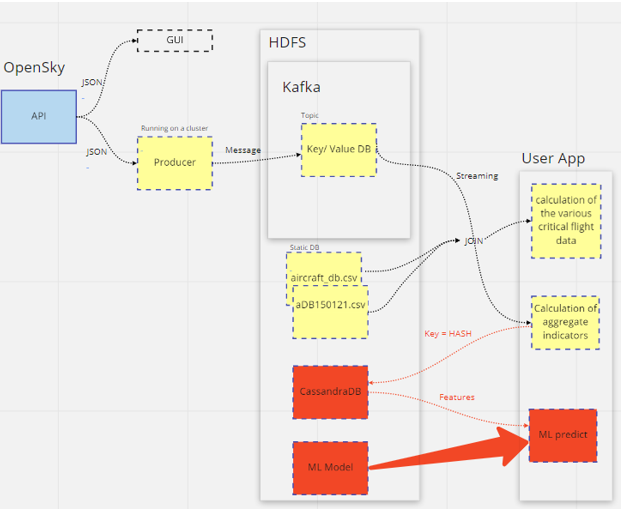 GUI
HDFS
OpenSky
JSON
Kafka
API
Topic
Running on a cluster
JSON
Producer
Message
Key/ Value DB
User App
Streaming
calculation of
the various
critical flight
data
JOIN
Static DB
aircraft_db.csv
aDB150121.csv
Calculation of
aggregate
indicators
Key = HASH
CassandraDB
Features
ML predict
ML Model